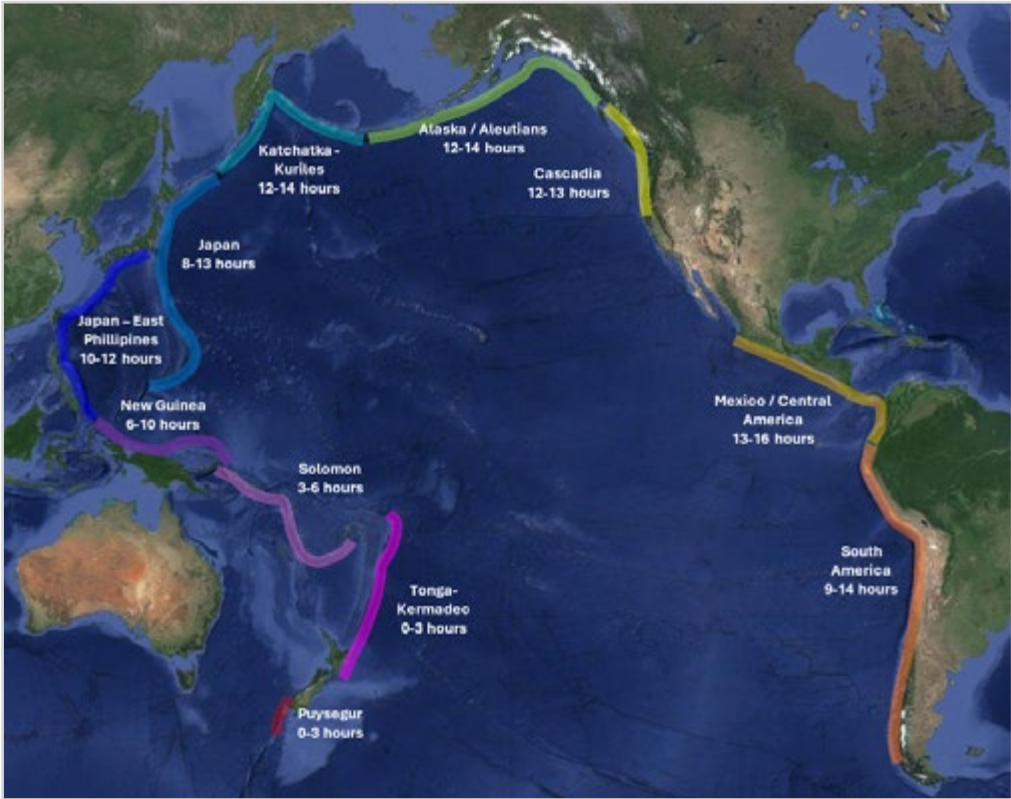 Alaska / Aleutians
12-14 hours
Katchatka -
Kuriles
12-14 hours
Cascadia
12-13 hours
Japan
8-13 hours
Japan – East
Phillipines
10-12 hours
Mexico / Central
America
13-16 hours
New Guinea
6-10 hours
Solomon
3-6 hours
South
America
9-14 hours
Tonga-
Kermadec
0-3 hours
Puysegur
0-3 hours